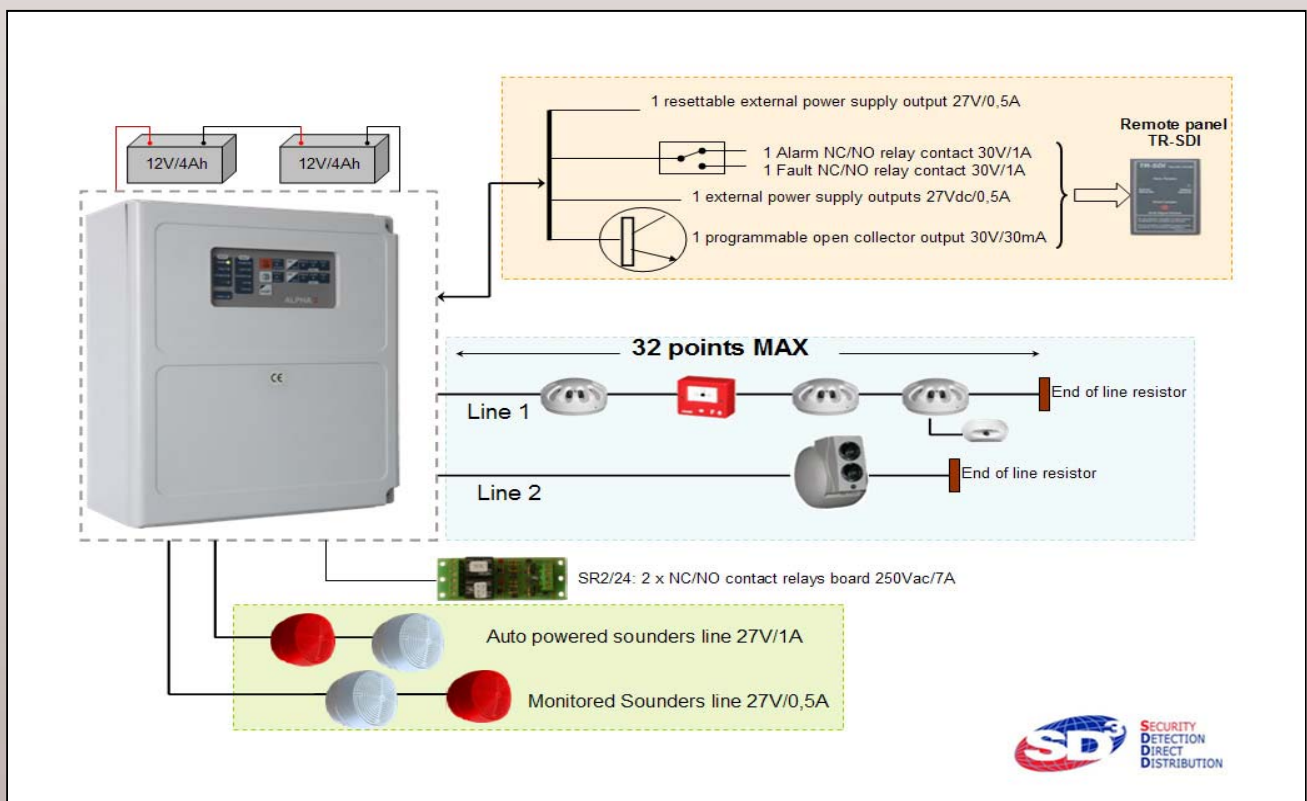 12V/4Ah
12V/4Ah
1 resettable external power supply output 27V/0,5A
1 Alarm NC/NO relay contact 30V/1A
1 Fault NC/NO relay contact 30V/1A
1 external power supply outputs 27Vdc/0,5A
1 programmable open collector output 30V/30mA
Remote panel
TR-SDI
TR-SDI
ALPHA
CE
32 points MAX
Line 1
End of line resistor
Line 2
End of line resistor
SR2/24: 2 x NC/NO contact relays board 250Vac/7A
Auto powered sounders line 27V/1A
Monitored Sounders line 27V/0,5A
SD3
SECURITY
DETECTION
DIRECT
DISTRIBUTION